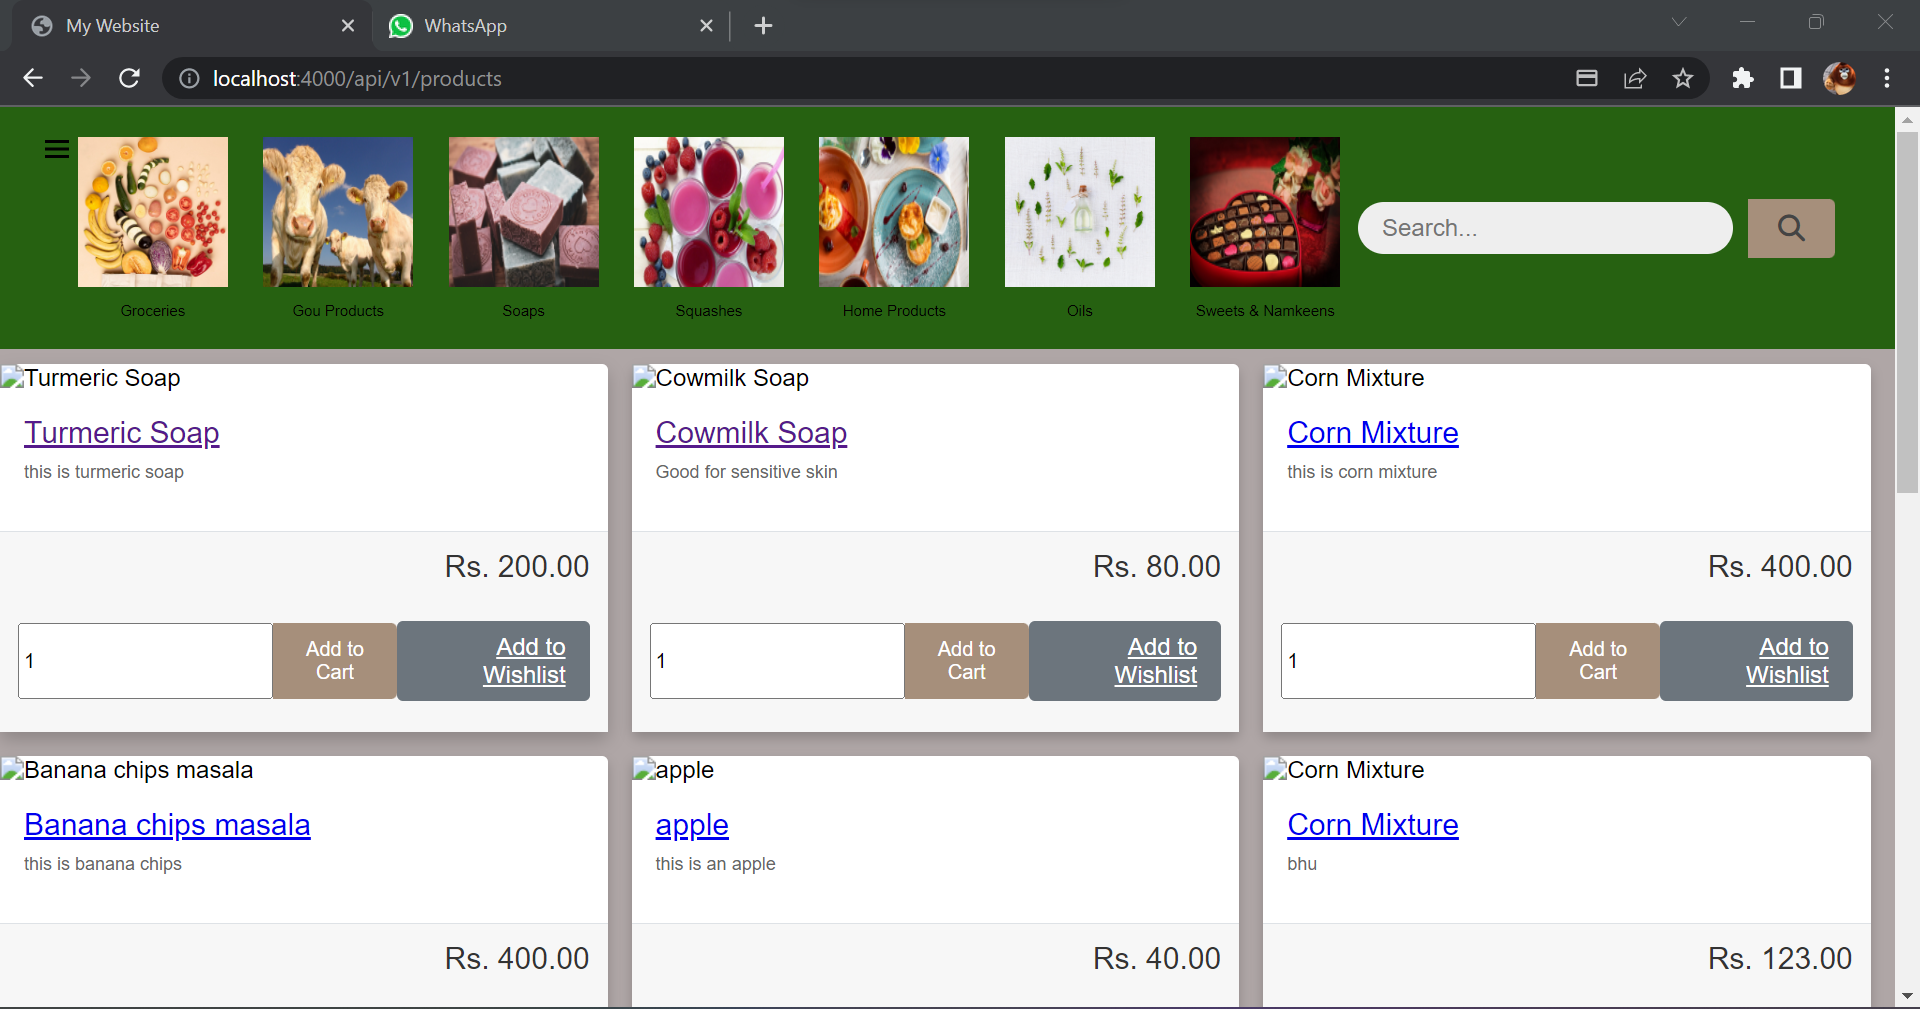 My Website
WhatsApp
localhost:4000/api/v1/products
Groceries
Gou Products
Soaps
Squashes
Home Products
Oils
Sweets & Namkeens
Search...
Turmeric Soap
Cowmilk Soap
Corn Mixture
Turmeric Soap
Cowmilk Soap
Corn Mixture
this is turmeric soap
Good for sensitive skin
this is corn mixture
Rs. 200.00
Rs. 80.00
Rs. 400.00
1
Add to
Cart
Add to
Wishlist
1
Add to
Cart
Add to
Wishlist
1
Add to
Cart
Add to
Wishlist
Banana chips masala
apple
Corn Mixture
Banana chips masala
apple
Corn Mixture
this is banana chips
this is an apple
bhu
Rs. 400.00
Rs. 40.00
Rs. 123.00